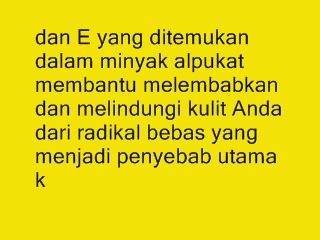 dan E yang ditemukan
dalam minyak alpukat
membantu melembabkan
dan melindungi kulit Anda
dari radikal bebas yang
menjadi penyebab utama
k